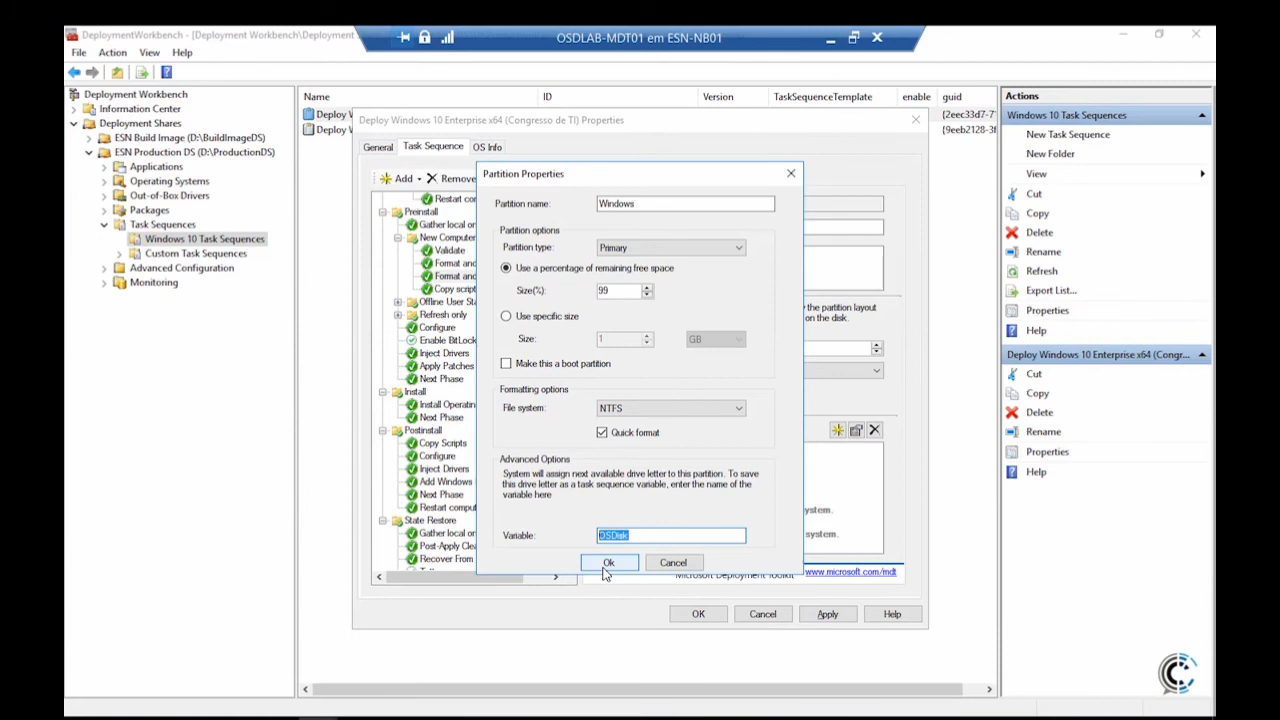 DeploymentWorkbench - [Deployment Workbench\Deployment
OSDLAB-MDT01 em ESN-NB01
File Action View Help
Deployment Workbench
Information Center
Deployment Shares
ESN Build Image (D:\BuildImageDS)
ESN Production DS (D:\ProductionDS)
Applications
Operating Systems
Out-of-Box Drivers
Packages
Task Sequences
Windows 10 Task Sequences
Custom Task Sequences
Advanced Configuration
Monitoring
Name ID Version TaskSequenceTemplate enable guid
Deploy W {2eec33d7-7
Deploy W {9eeb2128-3f
Deploy Windows 10 Enterprise x64 (Congresso de TI) Properties
General Task Sequence OS Info
Add Remove
Restart com
Preinstall
Gather local or
New Computer
Validate
Format and
Format and
Copy script
Offline User Sta
Refresh only
Configure
Enable BitLock
Inject Drivers
Apply Patches
Next Phase
Install
Install Operatin
Next Phase
Postinstall
Copy Scripts
Configure
Inject Drivers
Add Windows
Next Phase
Restart comput
State Restore
Gather local or
Post-Apply Clea
Recover From
Partition Properties
Partition name: Windows
Partition options
Partition type: Primary
Use a percentage of remaining free space
Size(%): 99
Use specific size
Size: 1 GB
Make this a boot partition
Formatting options
File system: NTFS
Quick format
Advanced Options
System will assign next available drive letter to this partition. To save
this drive letter as a task sequence variable, enter the name of the
variable here
Variable: OSDisk
Ok Cancel
the partition layout
on the disk.
ystem.
system.
Microsoft Deployment Toolkit www.microsoft.com/mdt
OK Cancel Apply Help
Actions
Windows 10 Task Sequences
New Task Sequence
New Folder
View
Cut
Copy
Delete
Rename
Refresh
Export List...
Properties
Help
Deploy Windows 10 Enterprise x64 (Congr...
Cut
Copy
Delete
Rename
Properties
Help